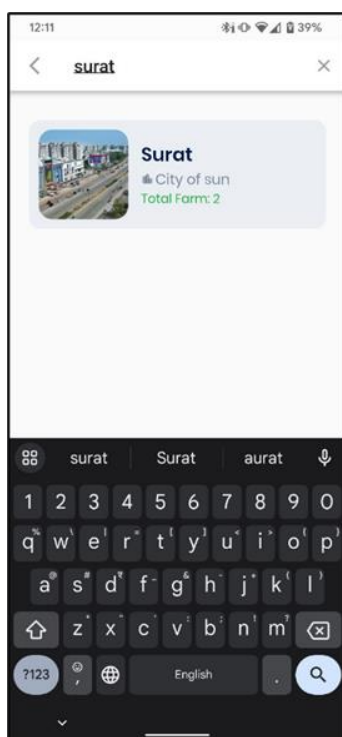 12:11 39%
surat
Surat
City of sun
Total Farm: 2
surat Surat aurat
1 2 3 4 5 6 7 8 9 0
q% w\ e| r= t[ y] u< i> o{ p}
a@ s# d₹ f- g& h- j+ k( l)
z* x" c' v: b; n! m?
?123 , English .